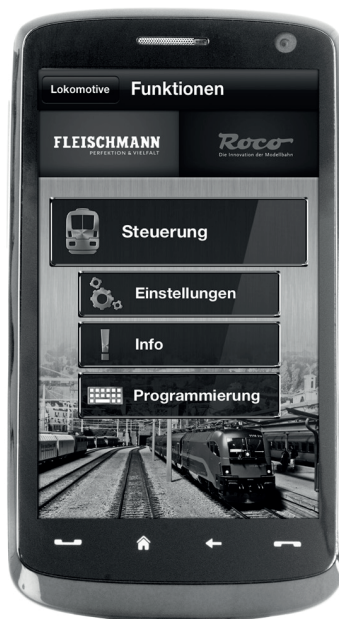 Lokomotive Funktionen
FLEISCHMANN
PERFEKTION & VIELFALT
Roco
Die Innovation der Modellbahn
Steuerung
Einstellungen
Info
Programmierung